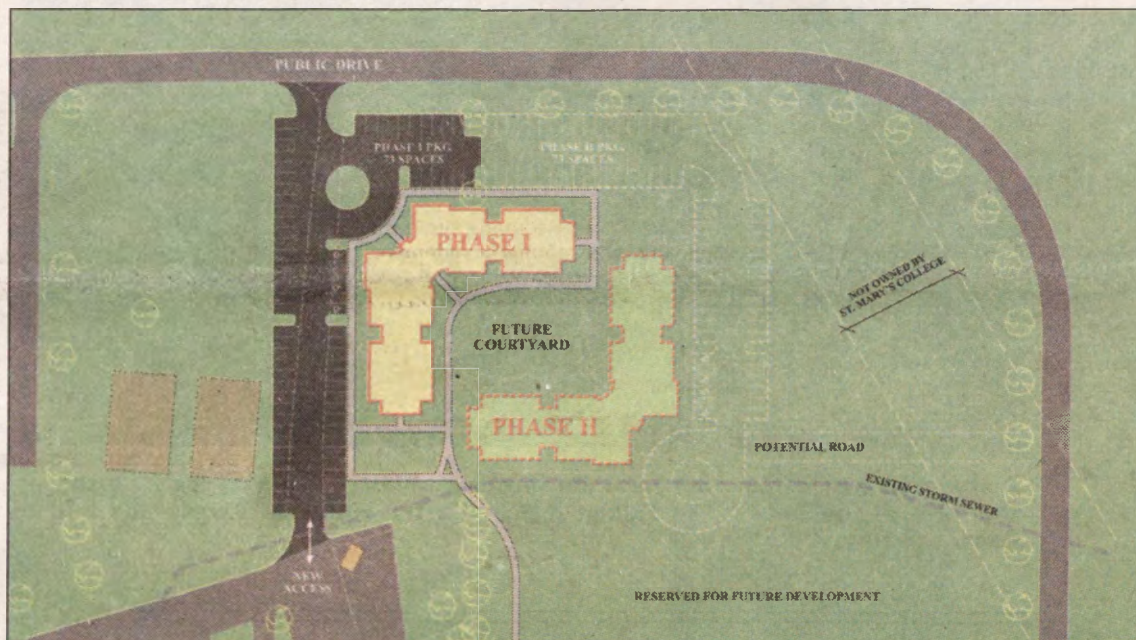 PUBLIC DRIVE
PHASE I PKG
73 SPACES
PHASE II PKG
73 SPACES
PHASE I
NOT OWNED BY
ST. MARY'S COLLEGE
FUTURE
COURTYARD
PHASE II
POTENTIAL ROAD
EXISTING STORM SEWER
NEW
ACCESS
RESERVED FOR FUTURE DEVELOPMENT